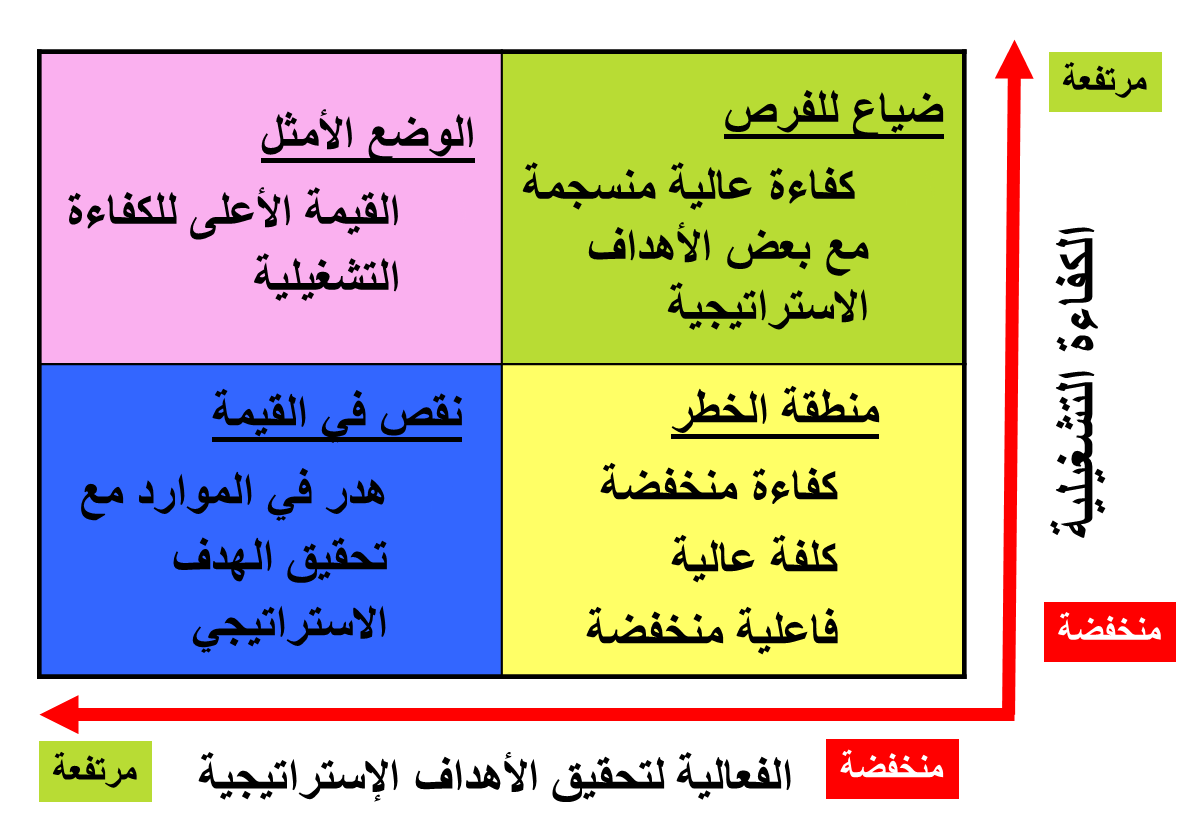 مرتفعة
ضياع للفرص
كفاءة عالية منسجمة
مع بعض الأهداف
الاستراتيجية
الوضع الأمثل
القيمة الأعلى للكفاءة
التشغيلية
الكفاءة التشغيلية
منطقة الخطر
كفاءة منخفضة
كلفة عالية
فاعلية منخفضة
نقص في القيمة
هدر في الموارد مع
تحقيق الهدف
الاستراتيجي
منخفضة
منخفضة
الفعالية لتحقيق الأهداف الإستراتيجية
مرتفعة